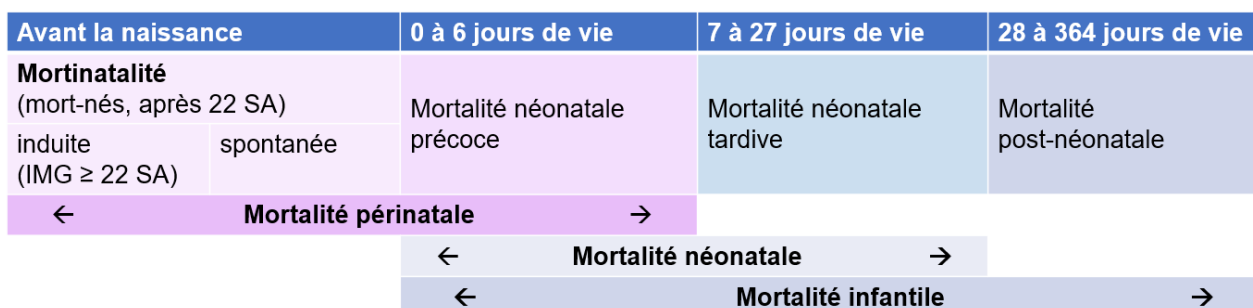 Avant la naissance
0 à 6 jours de vie
7 à 27 jours de vie
28 à 364 jours de vie
Mortinatalité
(mort-nés, après 22 SA)
induite
(IMG ≥ 22 SA)
spontanée
Mortalité néonatale
précoce
Mortalité néonatale
tardive
Mortalité
post-néonatale
← Mortalité périnatale →
← Mortalité néonatale →
← Mortalité infantile →